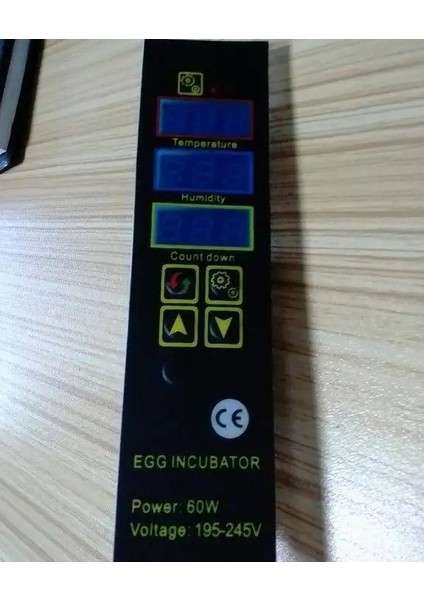 Temperature
Humidity
Count down
CE
EGG INCUBATOR
Power: 60W
Voltage: 195-245V